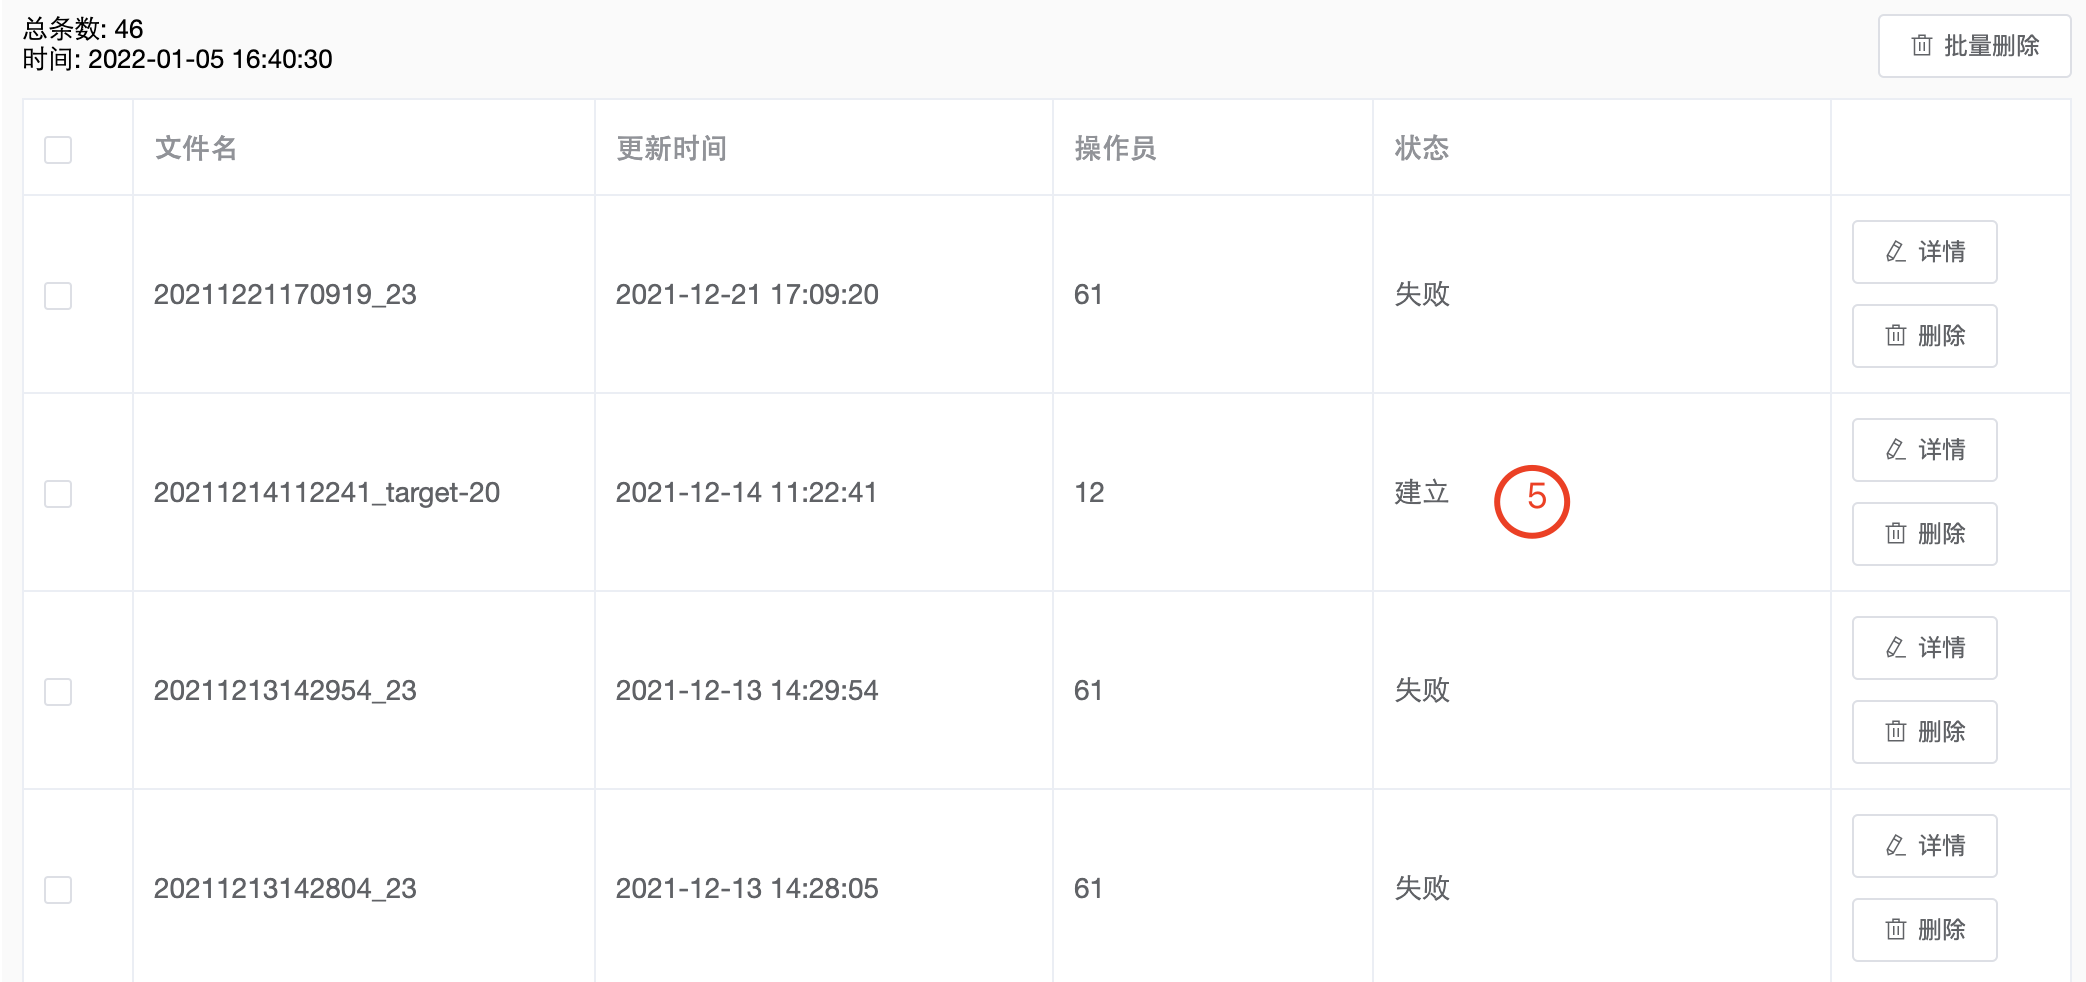 总条数: 46
时间: 2022-01-05 16:40:30
批量删除
文件名 更新时间 操作员 状态
20211221170919_23 2021-12-21 17:09:20 61 失败 详情
删除
20211214112241_target-20 2021-12-14 11:22:41 12 建立 5 详情
删除
20211213142954_23 2021-12-13 14:29:54 61 失败 详情
删除
20211213142804_23 2021-12-13 14:28:05 61 失败 详情
删除